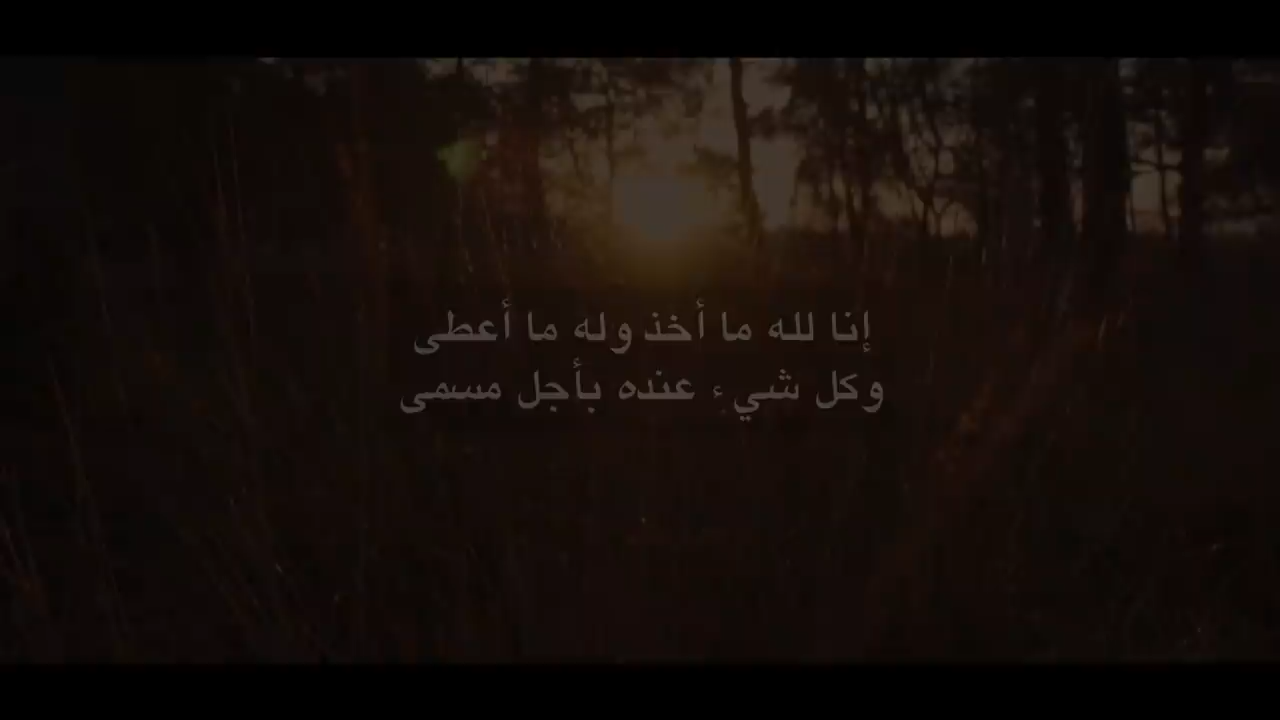 إنا لله ما أخذ وله ما أعطى
وكل شيء عنده بأجل مسمى